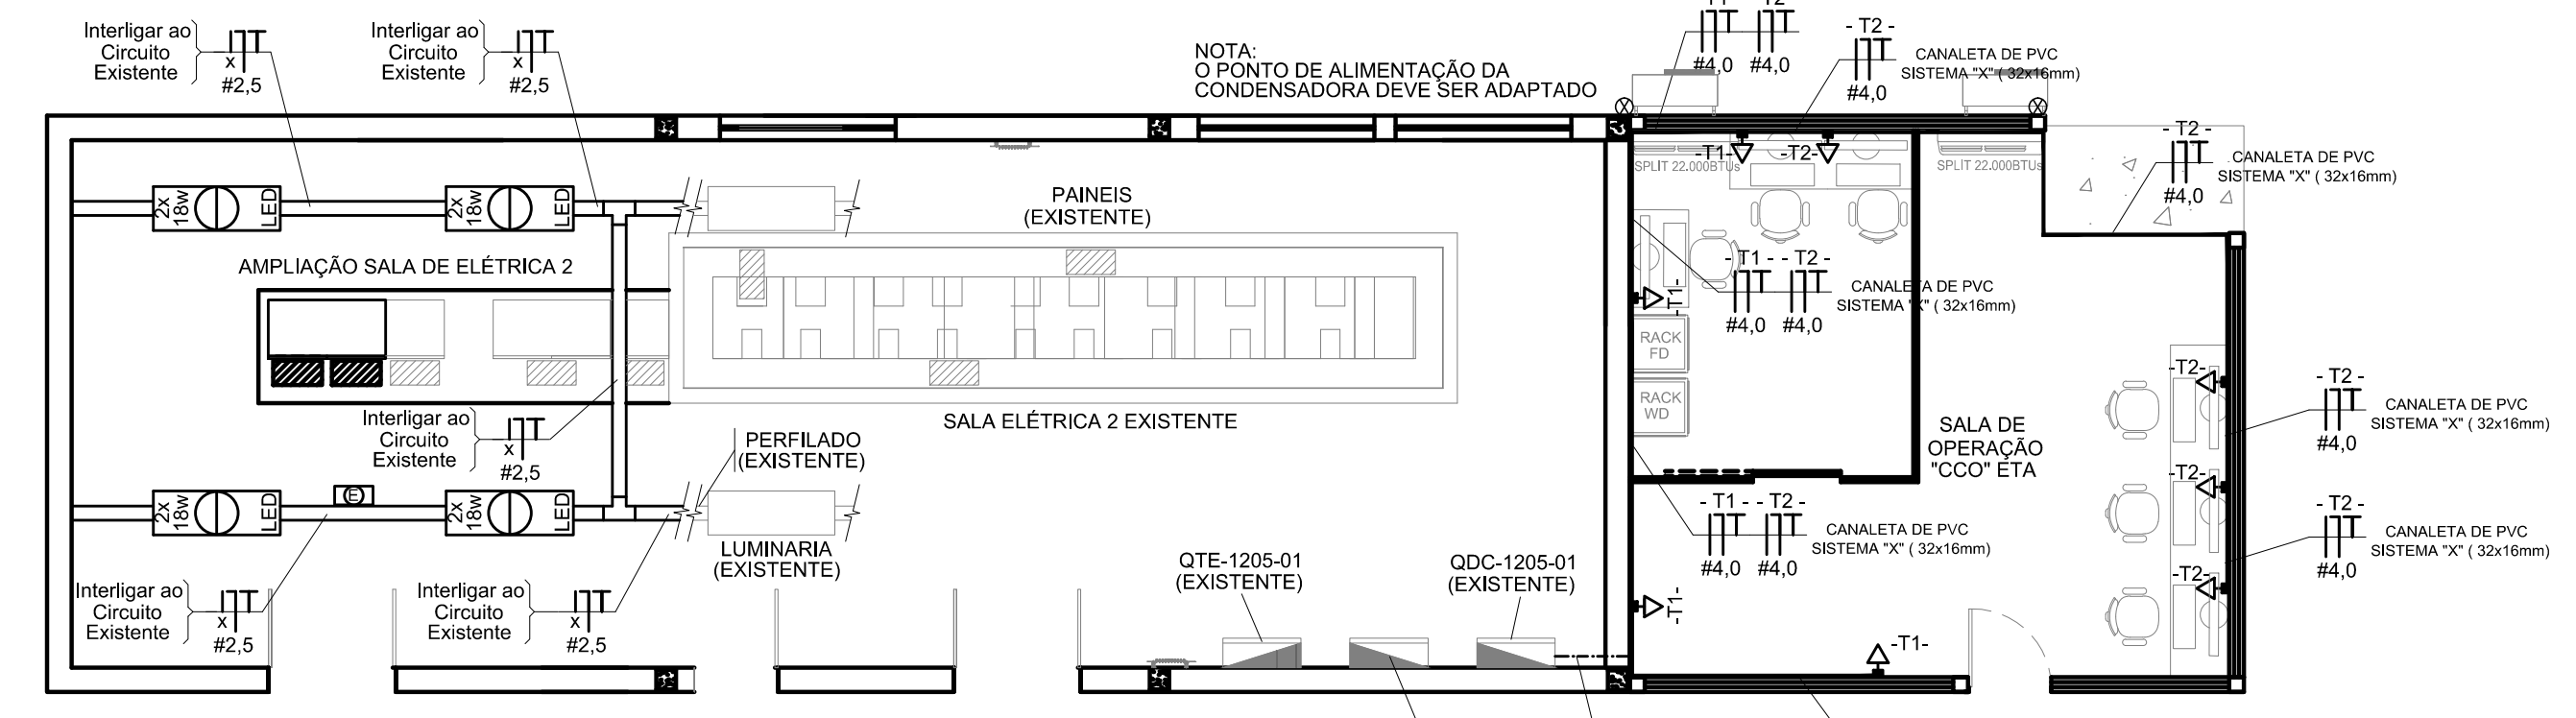 Interligar ao
Circuito
Existente
x
#2,5
Interligar ao
Circuito
Existente
x
#2,5
NOTA:
O PONTO DE ALIMENTAÇÃO DA
CONDENSADORA DEVE SER ADAPTADO
#4,0
#4,0
- T2 -
#4,0
CANALETA DE PVC
SISTEMA "X" ( 32x16mm)
- T2 -
#4,0
CANALETA DE PVC
SISTEMA "X" ( 32x16mm)
X
X
-T1-
-T2-
SPLIT 22.000BTUs
SPLIT 22.000BTUs
2x
18w
LED
2x
18w
LED
PAINEIS
(EXISTENTE)
AMPLIAÇÃO SALA DE ELÉTRICA 2
- T1 -
- T2 -
#4,0
#4,0
CANALETA DE PVC
SISTEMA "X" ( 32x16mm)
-T1-
RACK
FD
RACK
WD
Interligar ao
Circuito
Existente
x
#2,5
SALA ELÉTRICA 2 EXISTENTE
PERFILADO
(EXISTENTE)
SALA DE
OPERAÇÃO
"CCO" ETA
-T2-
- T2 -
#4,0
CANALETA DE PVC
SISTEMA "X" ( 32x16mm)
-T2-
- T2 -
#4,0
CANALETA DE PVC
SISTEMA "X" ( 32x16mm)
-T2-
2x
18w
LED
E
2x
18w
LED
- T1 -
- T2 -
#4,0
#4,0
CANALETA DE PVC
SISTEMA "X" ( 32x16mm)
LUMINARIA
(EXISTENTE)
QTE-1205-01
(EXISTENTE)
QDC-1205-01
(EXISTENTE)
Interligar ao
Circuito
Existente
x
#2,5
Interligar ao
Circuito
Existente
x
#2,5
-T1-
-T1-